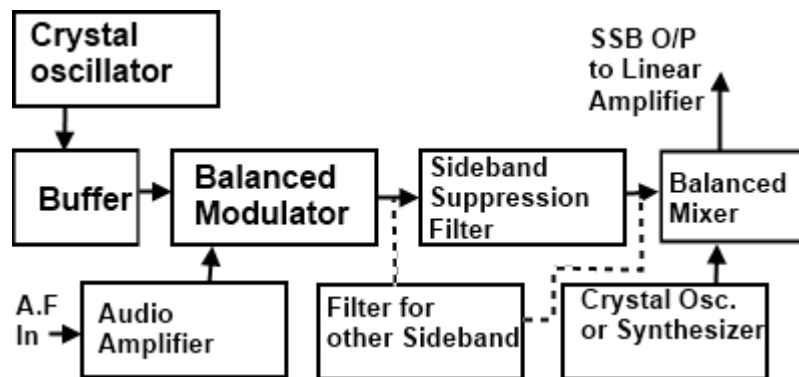 Crystal
oscillator
SSB O/P
to Linear
Amplifier
Buffer
Balanced
Modulator
Sideband
Suppression
Filter
Balanced
Mixer
A.F
In
Audio
Amplifier
Filter for
other Sideband
Crystal Osc.
or Synthesizer